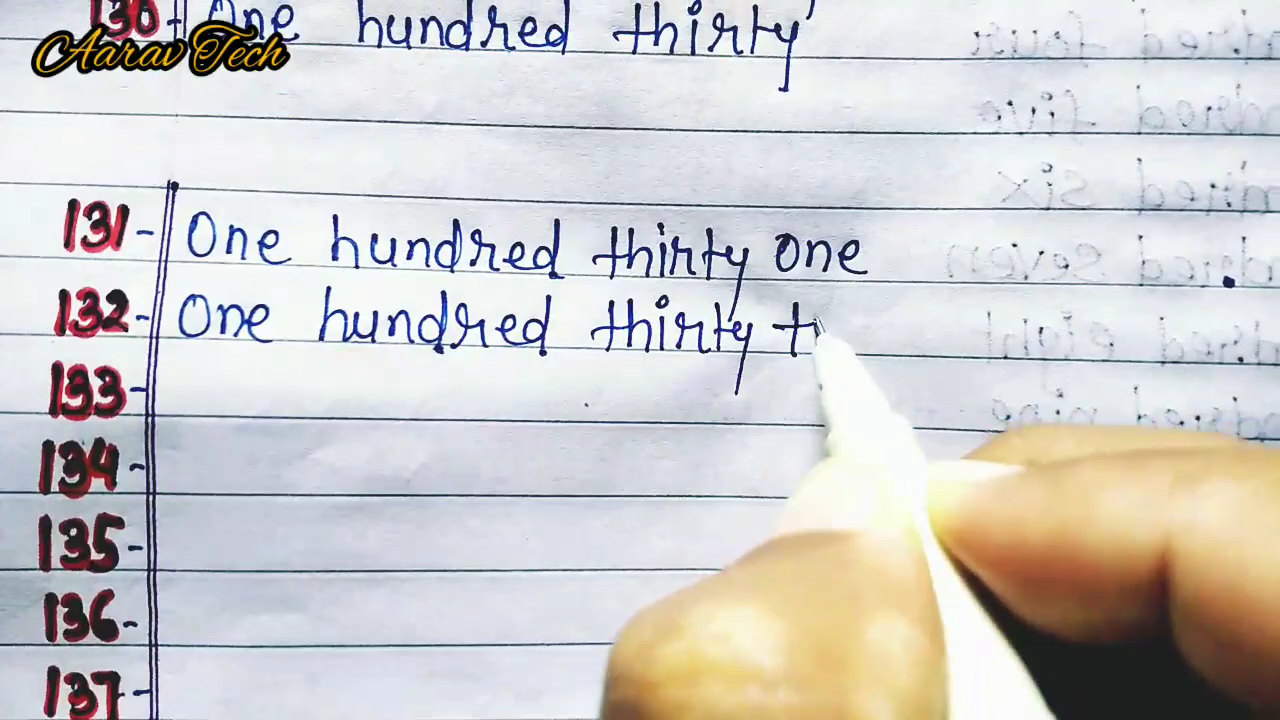 130- One hundred thirty
Aarav Tech
131- One hundred thirty one
132- One hundred thirty t
133-
134-
135-
136-
137-